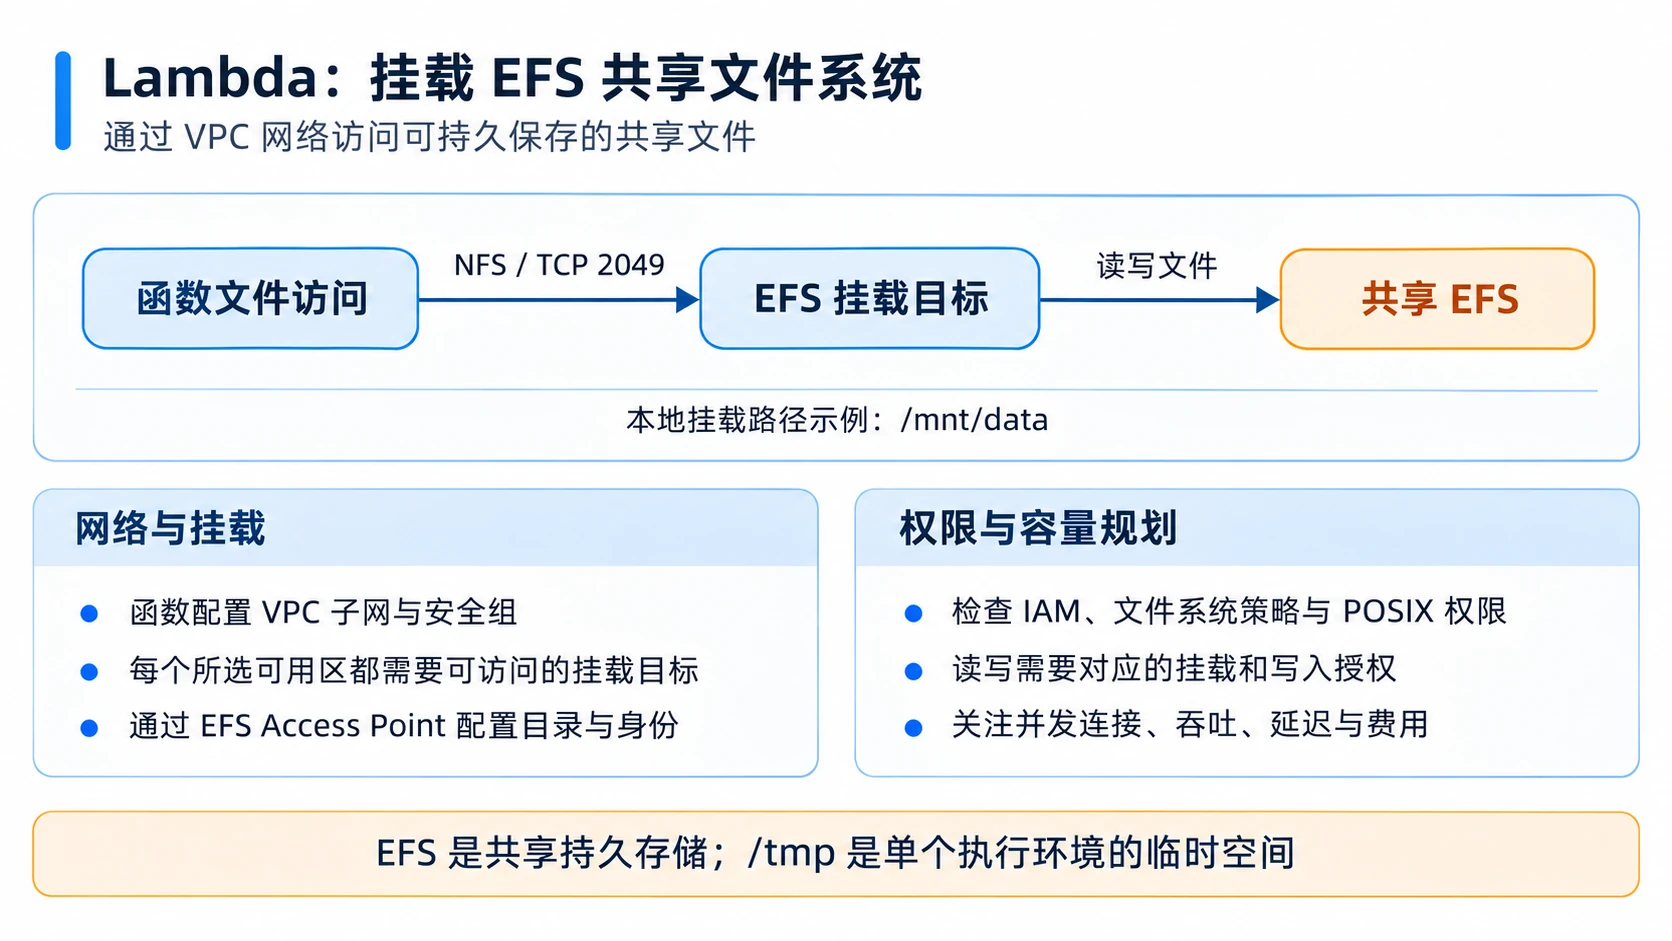 Lambda：挂载 EFS 共享文件系统
通过 VPC 网络访问可持久保存的共享文件
函数文件访问
NFS / TCP 2049
EFS 挂载目标
读写文件
共享 EFS
本地挂载路径示例：/mnt/data
网络与挂载
函数配置 VPC 子网与安全组
每个所选可用区都需要可访问的挂载目标
通过 EFS Access Point 配置目录与身份
权限与容量规划
检查 IAM、文件系统策略与 POSIX 权限
读写需要对应的挂载和写入授权
关注并发连接、吞吐、延迟与费用
EFS 是共享持久存储；/tmp 是单个执行环境的临时空间